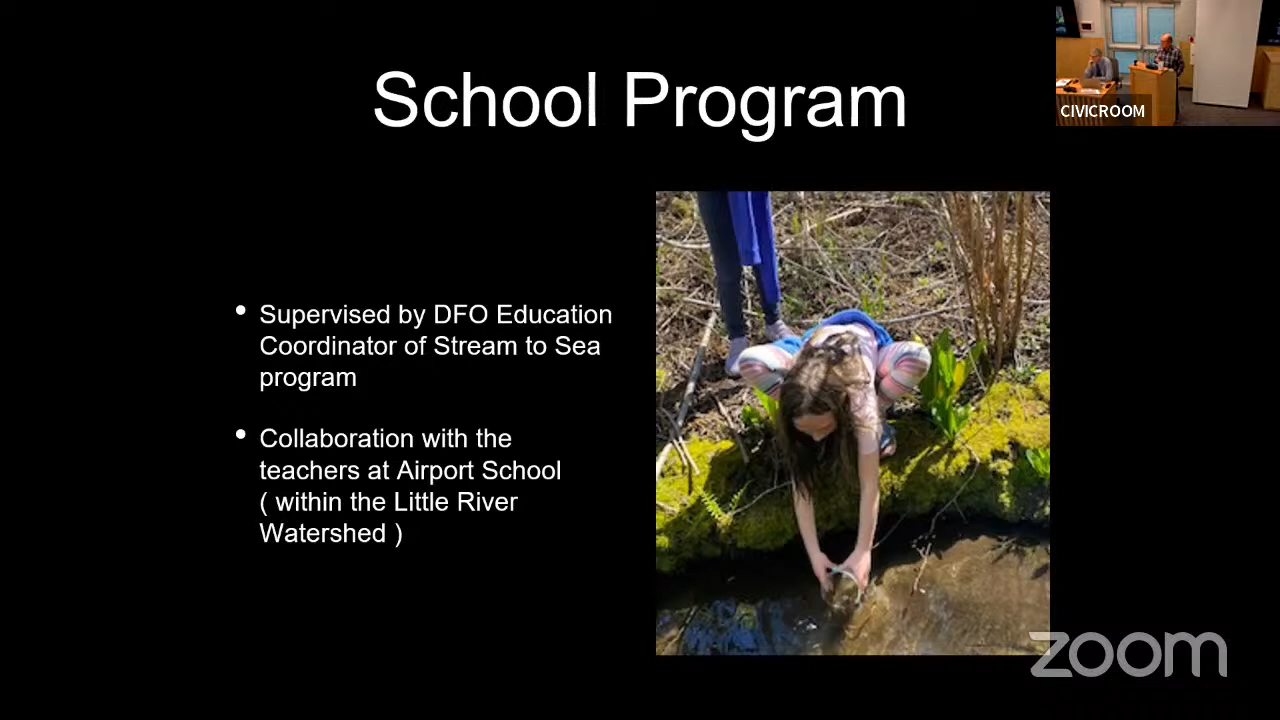 School Program
CIVICROOM
• Supervised by DFO Education
Coordinator of Stream to Sea
program
• Collaboration with the
teachers at Airport School
( within the Little River
Watershed )
zoom